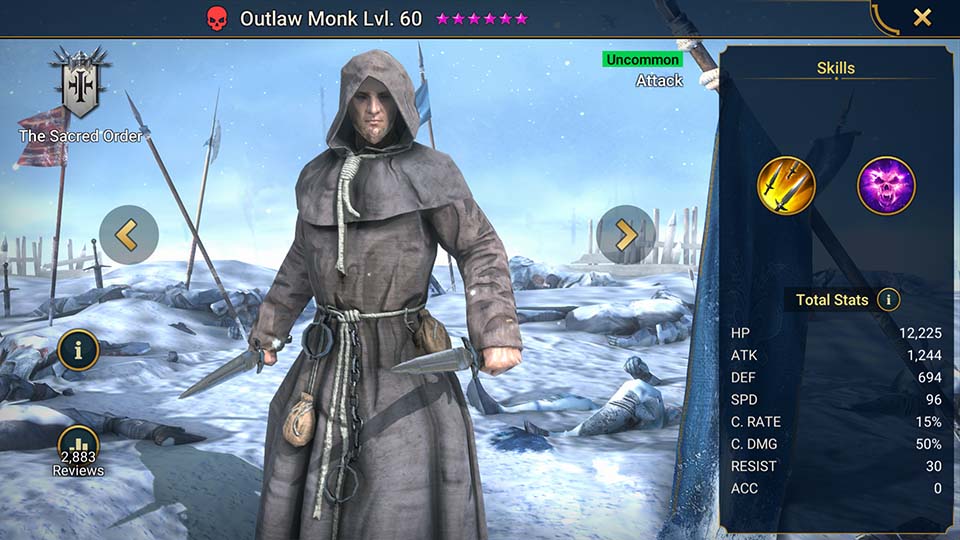 Outlaw Monk Lvl. 60
The Sacred Order
Uncommon
Attack
2,883
Reviews
Skills
Total Stats
HP 12,225
ATK 1,244
DEF 694
SPD 96
C. RATE 15%
C. DMG 50%
RESIST 30
ACC 0